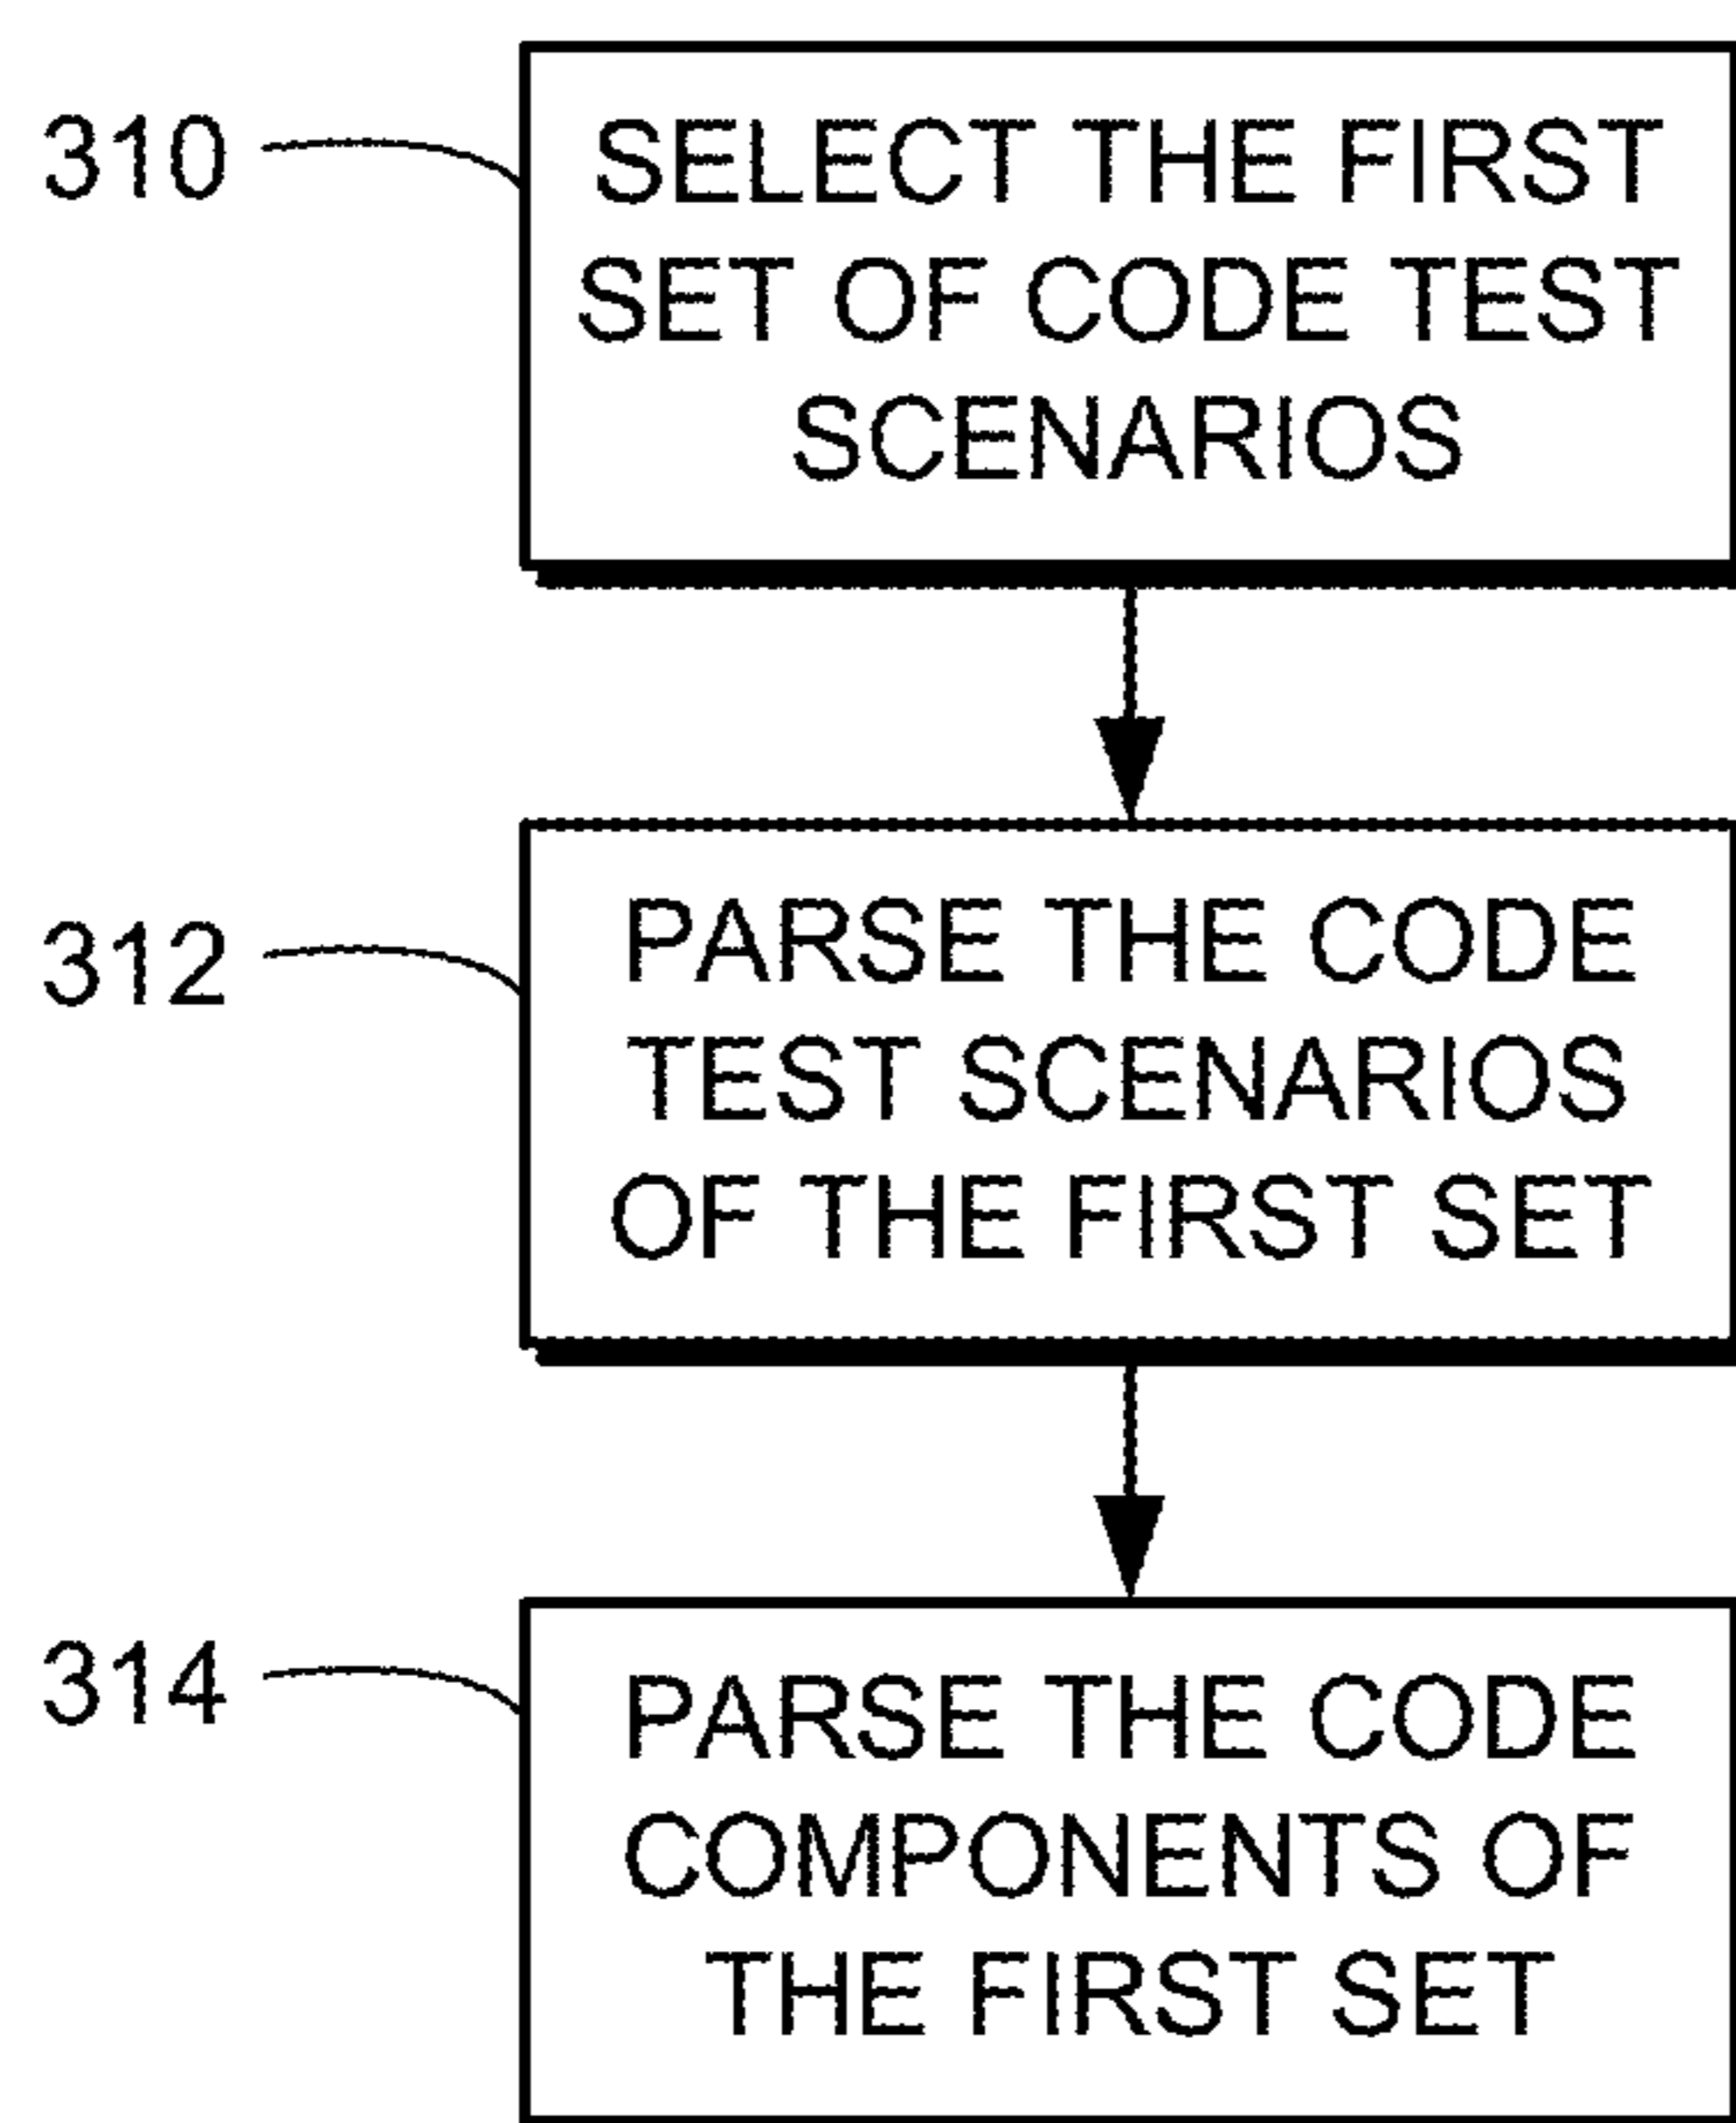 310
SELECT THE FIRST
SET OF CODE TEST
SCENARIOS
312
PARSE THE CODE
TEST SCENARIOS
OF THE FIRST SET
314
PARSE THE CODE
COMPONENTS OF
THE FIRST SET